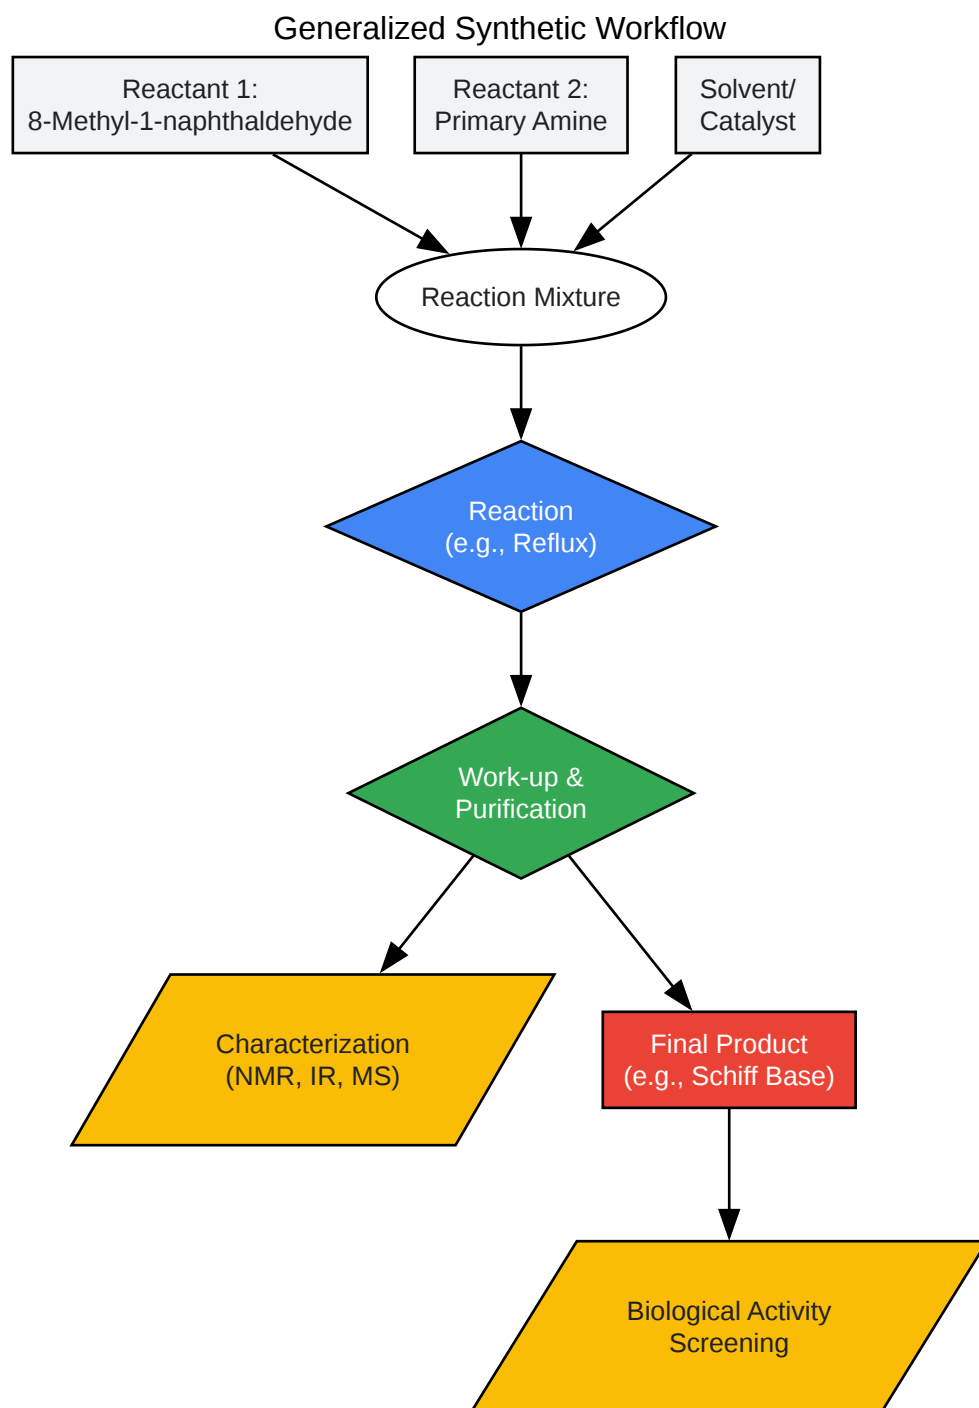 Generalized Synthetic Workflow
Reactant 1:
8-Methyl-1-naphthaldehyde
Reactant 2:
Primary Amine
Solvent/
Catalyst
Reaction Mixture
Reaction
(e.g., Reflux)
Work-up &
Purification
Characterization
(NMR, IR, MS)
Final Product
(e.g., Schiff Base)
Biological Activity
Screening